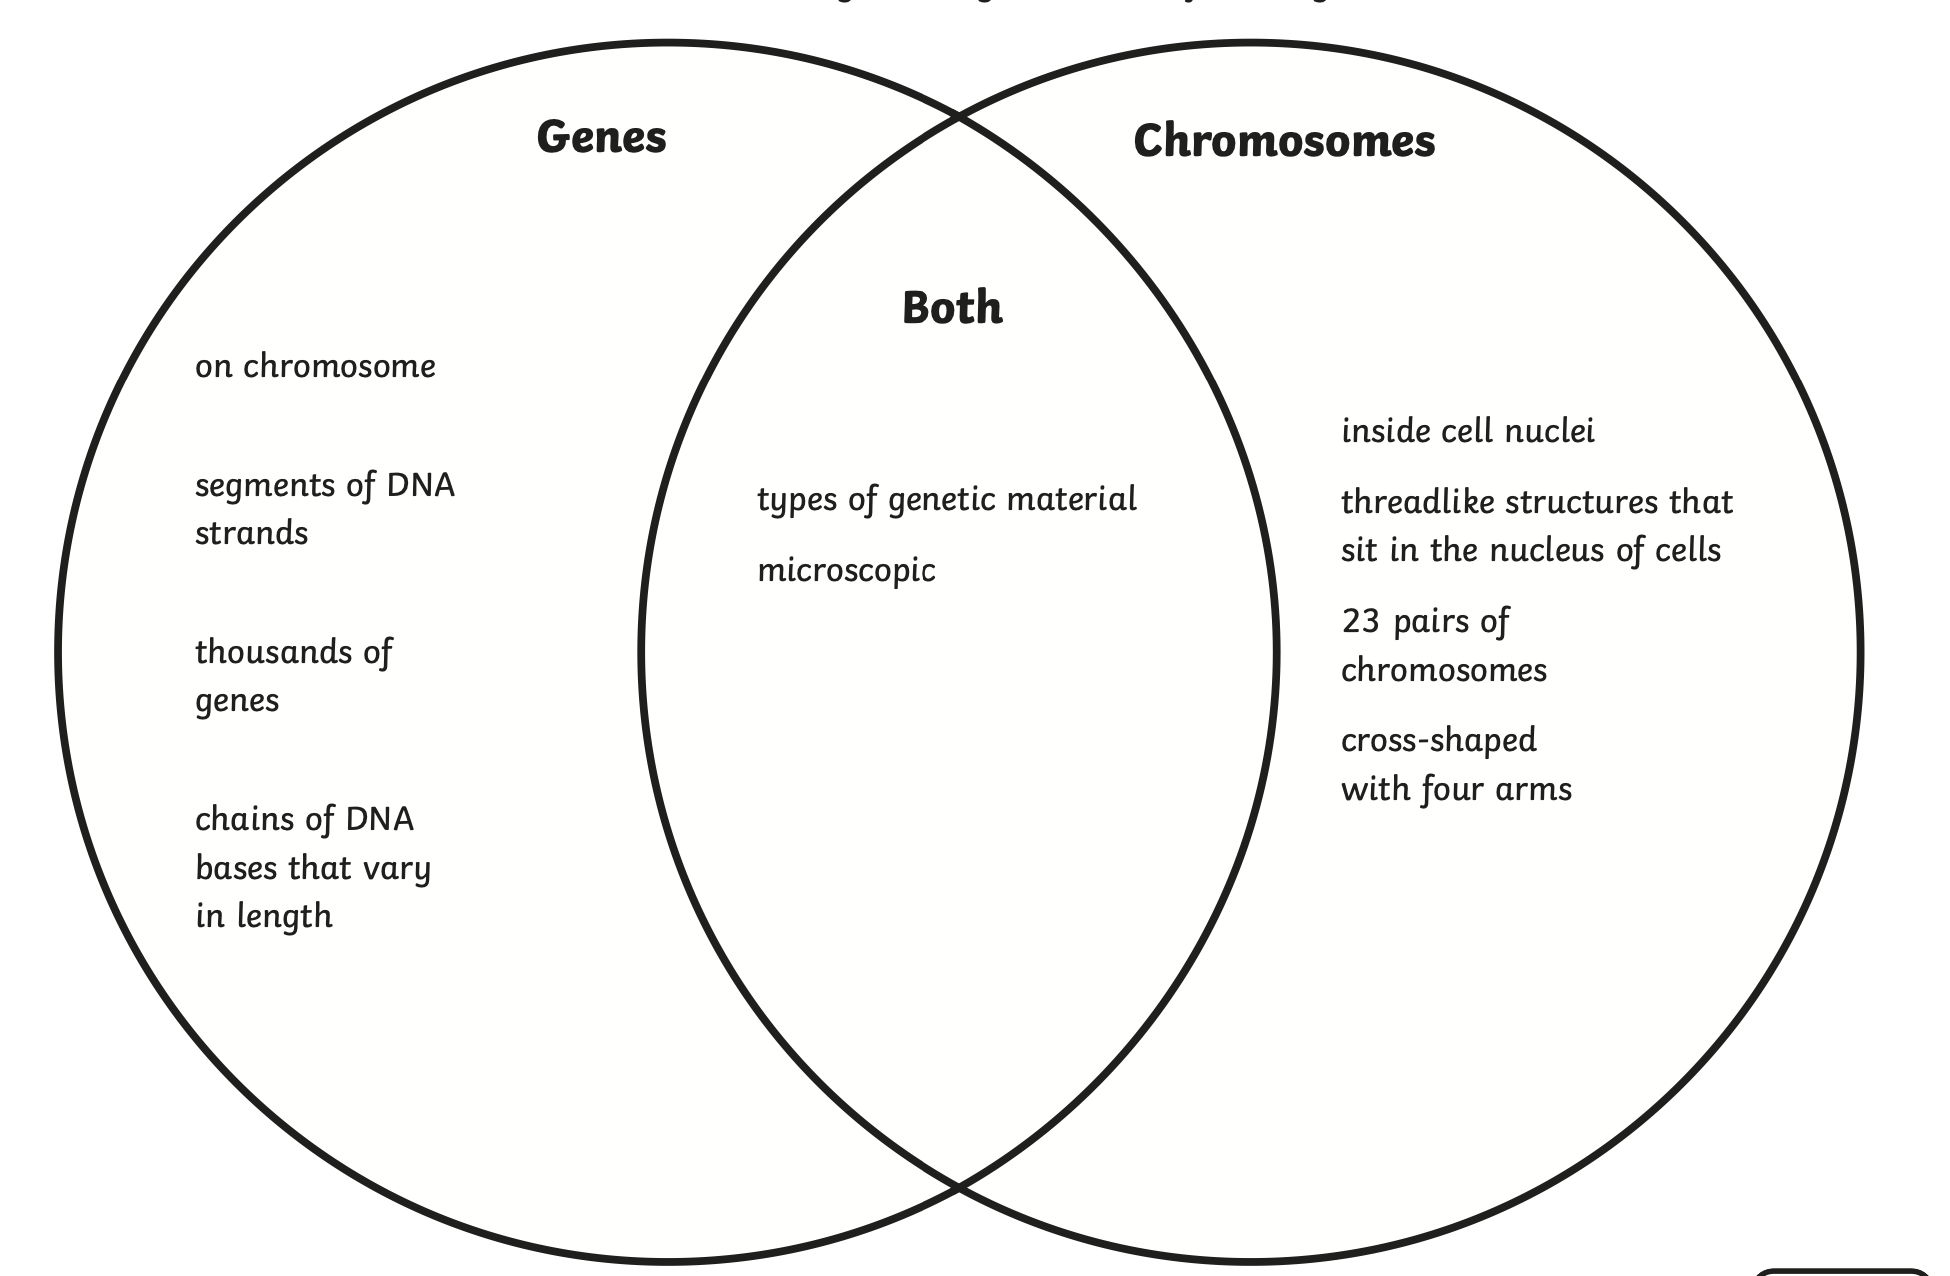 Genes
Chromosomes
Both
on chromosome
segments of DNA
strands
thousands of
genes
chains of DNA
bases that vary
in length
types of genetic material
microscopic
inside cell nuclei
threadlike structures that
sit in the nucleus of cells
23 pairs of
chromosomes
cross-shaped
with four arms